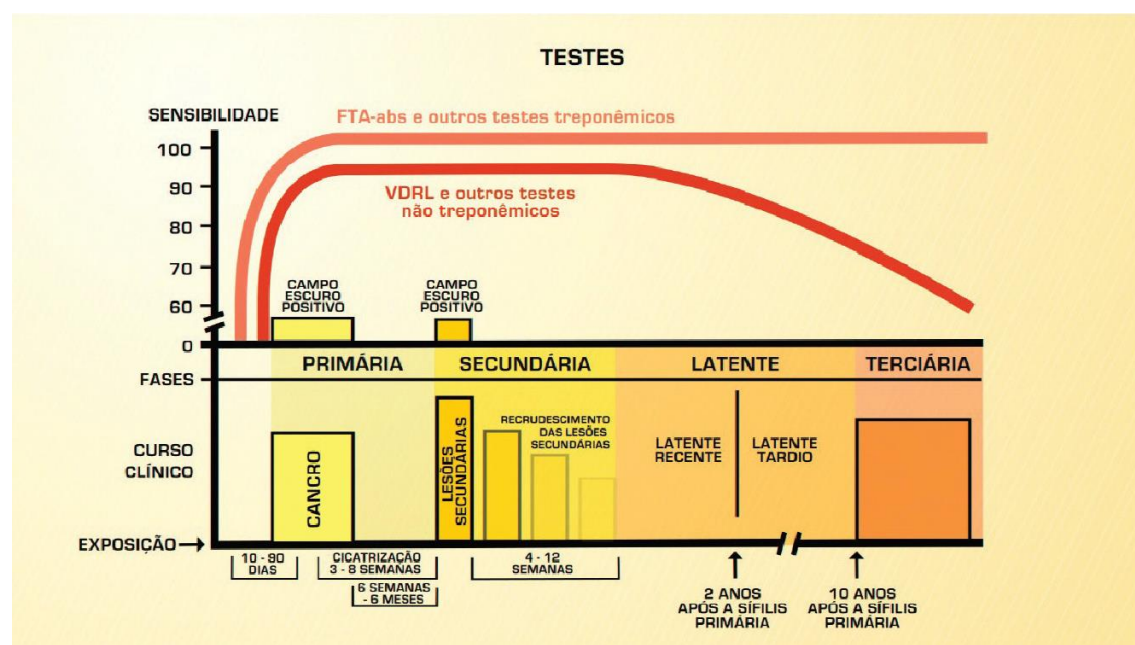 TESTES
SENSIBILIDADE
FTA-abs e outros testes treponêmicos
100
90
80
70
60
0
VDRL e outros testes
não treponêmicos
CAMPO
ESCURO
POSITIVO
CAMPO
ESCURO
POSITIVO
FASES
PRIMÁRIA
SECUNDÁRIA
LATENTE
TERCIÁRIA
CURSO
CLÍNICO
CANCRO
LESÕES
SECUNDÁRIAS
RECRUDESCIMENTO
DAS LESÕES
SECUNDÁRIAS
LATENTE
RECENTE
LATENTE
TARDIO
EXPOSIÇÃO
10 - 90
DIAS
CICATRIZAÇÃO
3 - 8 SEMANAS
6 SEMANAS
- 6 MESES
4 - 12
SEMANAS
2 ANOS
APÓS A SÍFILIS
PRIMÁRIA
10 ANOS
APÓS A SÍFILIS
PRIMÁRIA